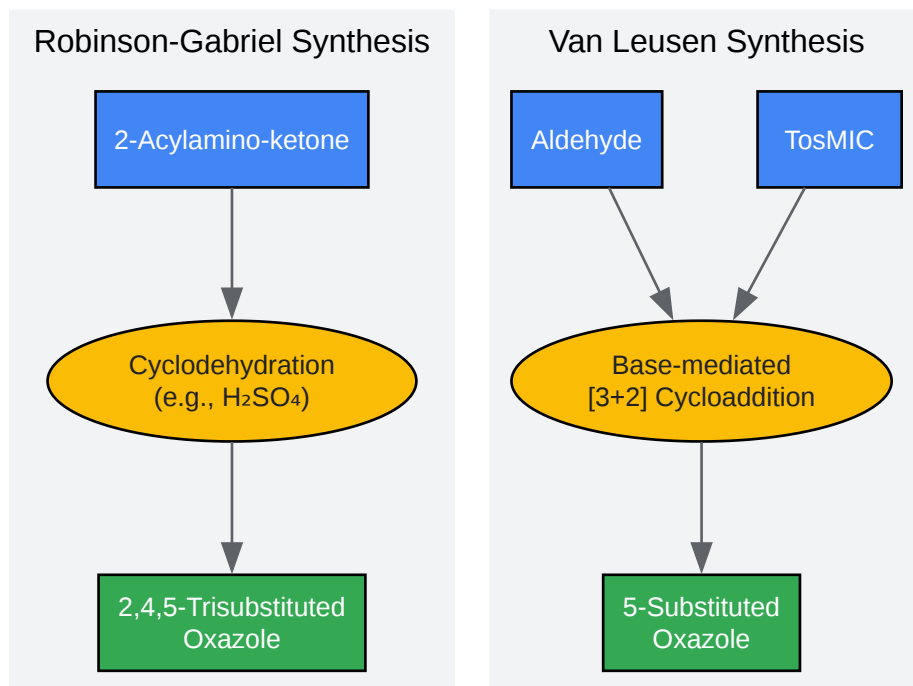 Robinson-Gabriel Synthesis
2-Acylamino-ketone
Cyclodehydration
(e.g., H₂SO₄)
2,4,5-Trisubstituted
Oxazole
Van Leusen Synthesis
Aldehyde
TosMIC
Base-mediated
[3+2] Cycloaddition
5-Substituted
Oxazole